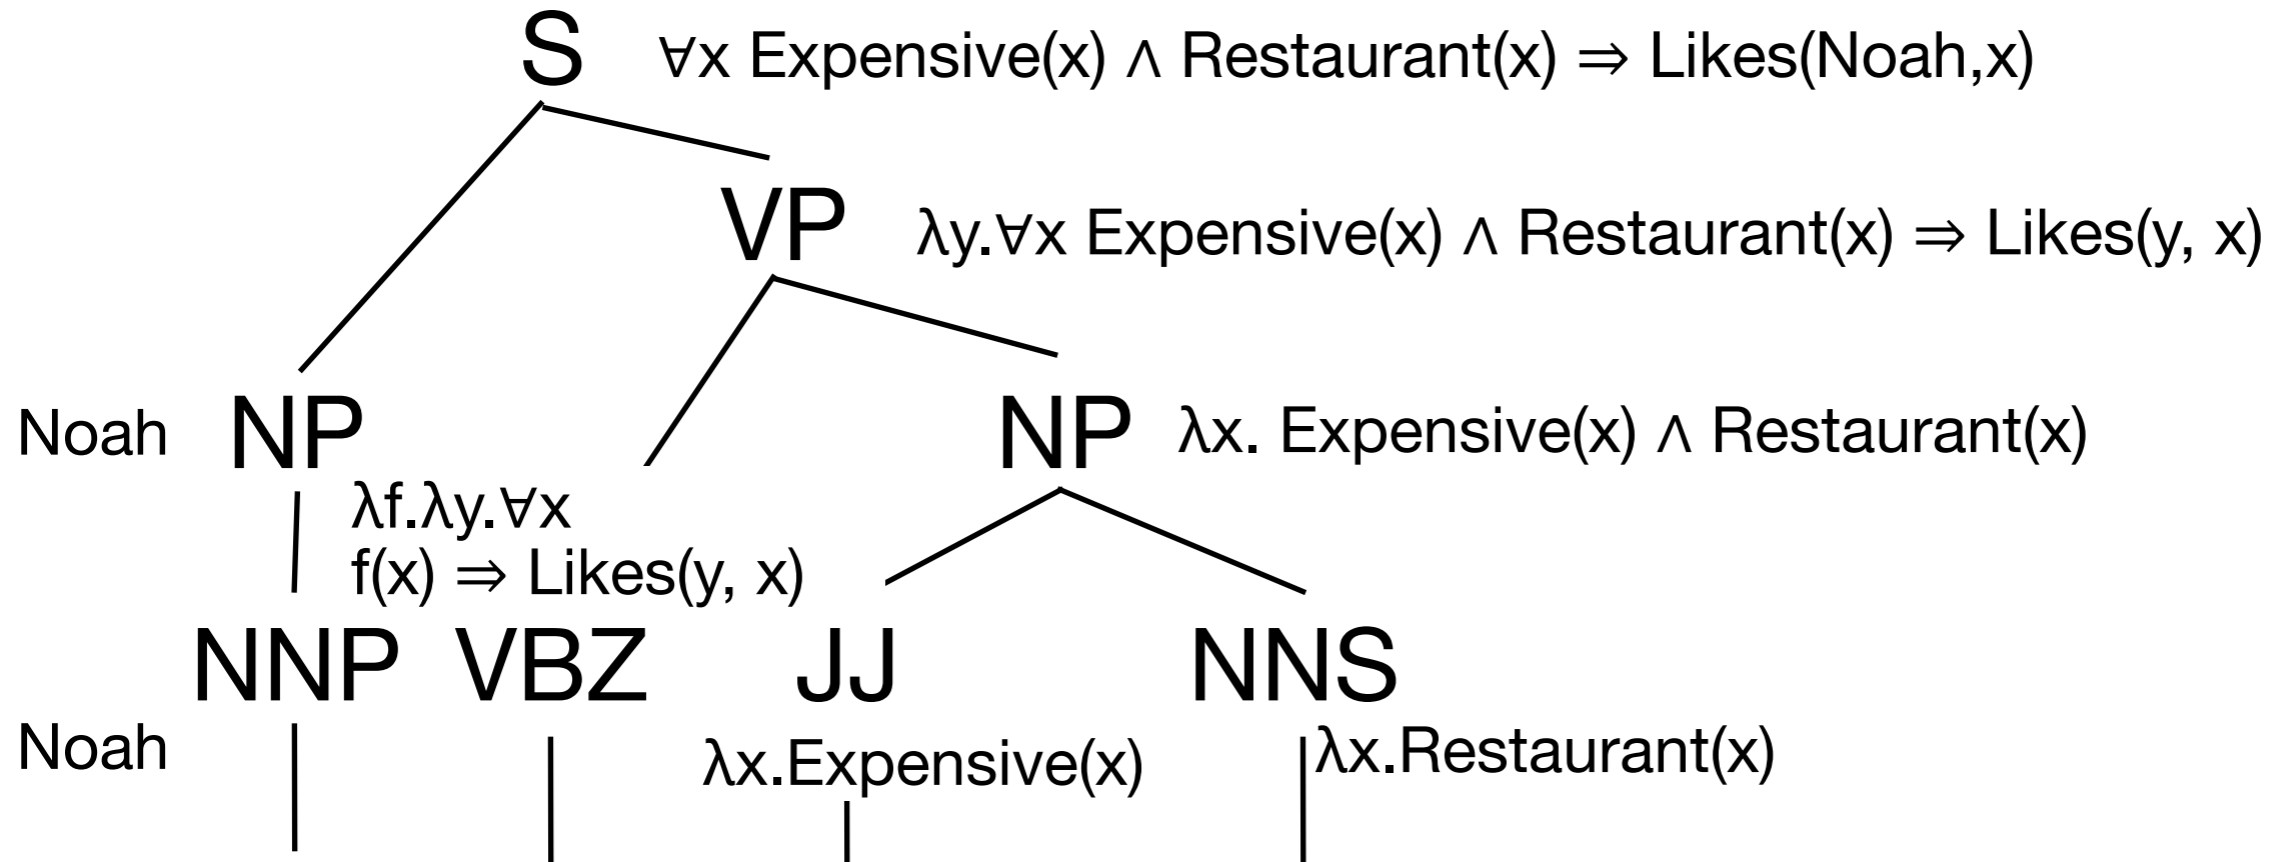 S ∀x Expensive(x) ∧ Restaurant(x) ⇒ Likes(Noah,x)
VP λy.∀x Expensive(x) ∧ Restaurant(x) ⇒ Likes(y, x)
Noah NP NP λx. Expensive(x) ∧ Restaurant(x)
λf.λy.∀x
f(x) ⇒ Likes(y, x)
NNP VBZ JJ NNS
Noah λx.Expensive(x) λx.Restaurant(x)